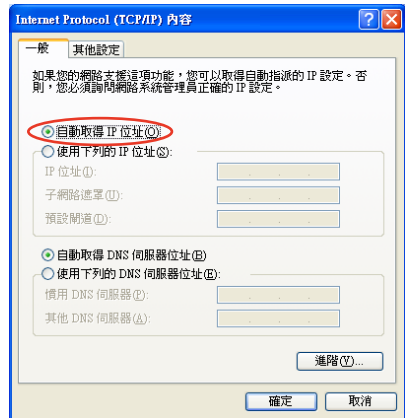 Internet Protocol (TCP/IP) 內容
一般
其他設定
如果您的網路支援這項功能，您可以取得自動指派的 IP 設定。否
則，您必須詢問網路系統管理員正確的 IP 設定。
自動取得 IP 位址(O)
使用下列的 IP 位址(S):
IP 位址(I):
子網路遮罩(U):
預設閘道(D):
自動取得 DNS 伺服器位址(B)
使用下列的 DNS 伺服器位址(E):
慣用 DNS 伺服器(P):
其他 DNS 伺服器(A):
進階(V)...
確定
取消